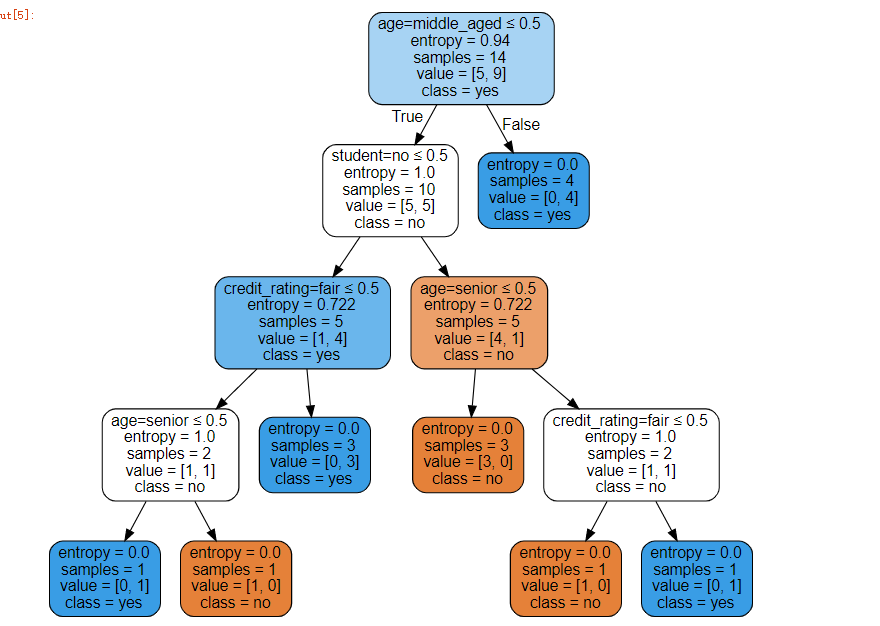 ut[5]:
age=middle_aged ≤ 0.5
entropy = 0.94
samples = 14
value = [5, 9]
class = yes
True
False
student=no ≤ 0.5
entropy = 1.0
samples = 10
value = [5, 5]
class = no
entropy = 0.0
samples = 4
value = [0, 4]
class = yes
credit_rating=fair ≤ 0.5
entropy = 0.722
samples = 5
value = [1, 4]
class = yes
age=senior ≤ 0.5
entropy = 0.722
samples = 5
value = [4, 1]
class = no
age=senior ≤ 0.5
entropy = 1.0
samples = 2
value = [1, 1]
class = no
entropy = 0.0
samples = 3
value = [0, 3]
class = yes
entropy = 0.0
samples = 3
value = [3, 0]
class = no
credit_rating=fair ≤ 0.5
entropy = 1.0
samples = 2
value = [1, 1]
class = no
entropy = 0.0
samples = 1
value = [0, 1]
class = yes
entropy = 0.0
samples = 1
value = [1, 0]
class = no
entropy = 0.0
samples = 1
value = [1, 0]
class = no
entropy = 0.0
samples = 1
value = [0, 1]
class = yes